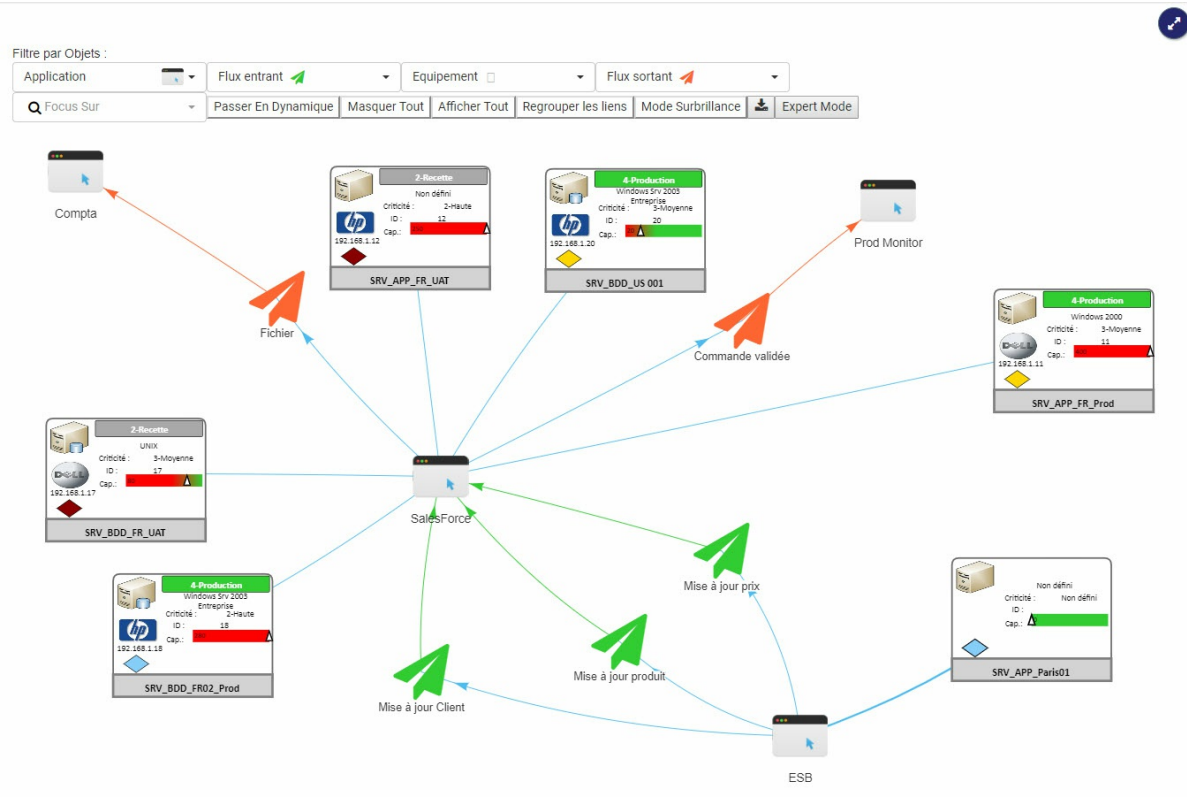 Filtre par Objets :
Application
Flux entrant
Equipement
Flux sortant
Focus Sur
Passer En Dynamique
Masquer Tout
Afficher Tout
Regrouper les liens
Mode Surbrillance
Expert Mode
Compta
2-Recette
Non défini
Criticité : 2-Haute
ID : 12
Cap.:
hp
192.168.1.12
SRV_APP_FR_UAT
4-Production
Windows Srv 2003
Entreprise
Criticité : 3-Moyenne
ID : 20
Cap.:
hp
192.168.1.20
SRV_BDD_US 001
Prod Monitor
Fichier
Commande validée
4-Production
Windows 2000
Criticité : 3-Moyenne
ID : 11
Cap.:
DELL
192.168.1.11
SRV_APP_FR_Prod
2-Recette
UNIX
Criticité : 3-Moyenne
ID : 17
Cap.:
DELL
192.168.1.17
SRV_BDD_FR_UAT
SalesForce
4-Production
Windows Srv 2003
Entreprise
Criticité : 2-Haute
ID : 18
Cap.:
hp
192.168.1.18
SRV_BDD_FR02_Prod
Mise à jour prix
Mise à jour produit
Mise à jour Client
Non défini
Criticité : Non défini
ID :
Cap.:
SRV_APP_Paris01
ESB